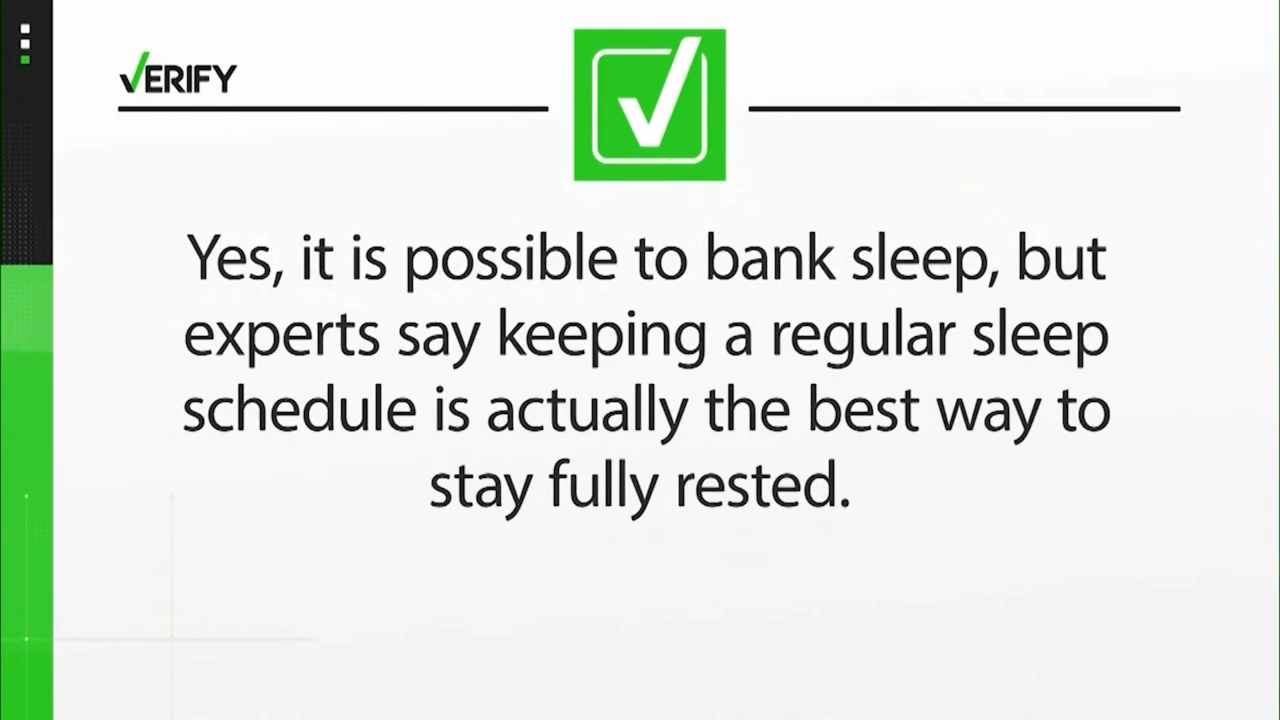 VERIFY
Yes, it is possible to bank sleep, but
experts say keeping a regular sleep
schedule is actually the best way to
stay fully rested.